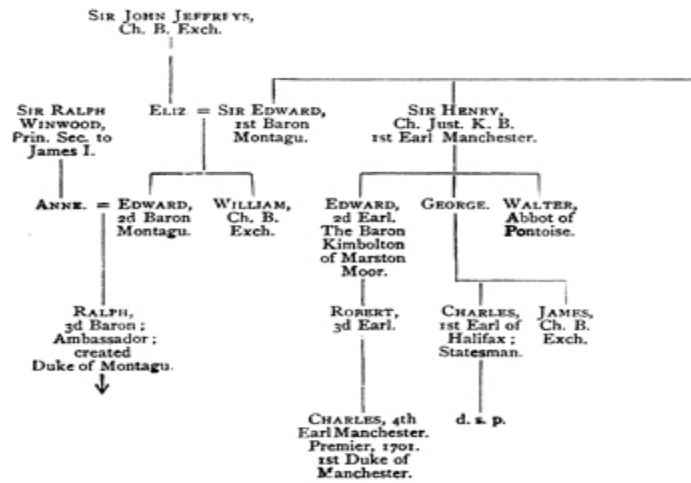 SIR JOHN JEFFREYS,
Ch. B. Exch.
SIR RALPH
WINWOOD,
Prin. Sec. to
James I.
ELIZ = SIR EDWARD,
1st Baron
Montagu.
SIR HENRY,
Ch. Just. K. B.
1st Earl Manchester.
ANNE. = EDWARD,
2d Baron
Montagu.
WILLIAM,
Ch. B.
Exch.
EDWARD,
2d Earl.
The Baron
Kimbolton
of Marston
Moor.
GEORGE.
WALTER,
Abbot of
Pontoise.
RALPH,
3d Baron ;
Ambassador ;
created
Duke of Montagu.
ROBERT,
3d Earl.
CHARLES,
1st Earl of
Halifax ;
Statesman.
JAMES,
Ch. B.
Exch.
CHARLES, 4th
Earl Manchester.
Premier, 1701.
1st Duke of
Manchester.
d. s. p.